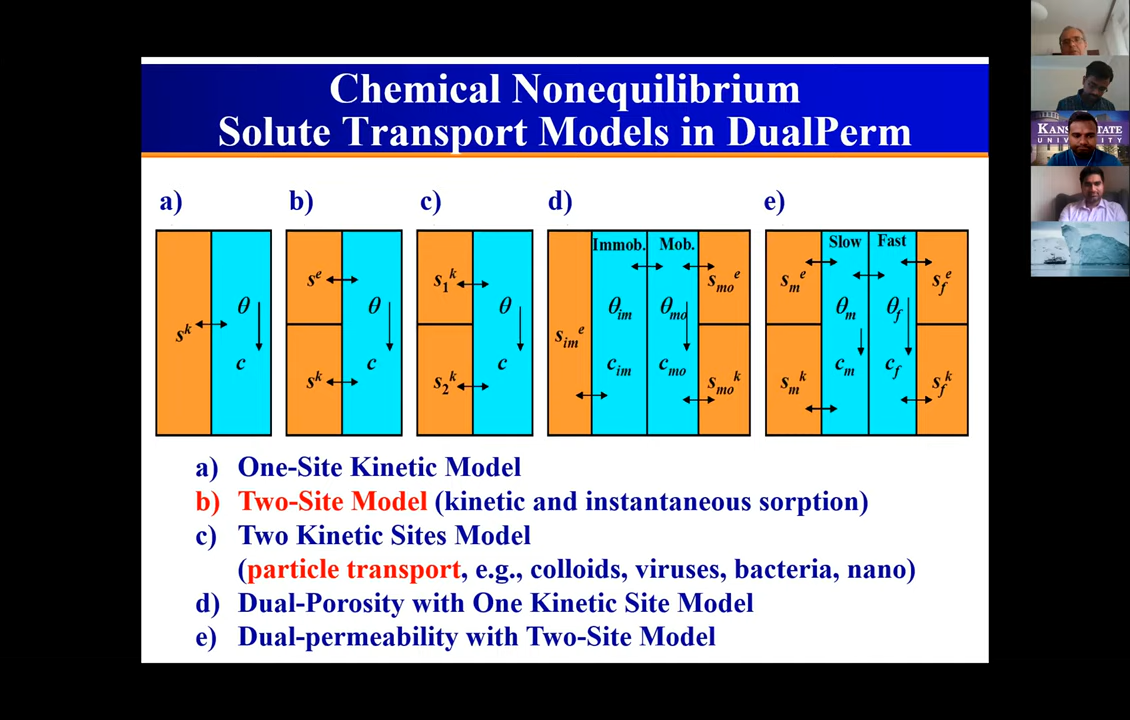 Chemical Nonequilibrium
Solute Transport Models in DualPerm
a) b) c) d) e)
Immob. Mob. Slow Fast
s^e s_1^k s_mo^e s_m^e s_f^e
θ θ θ θ_im θ_mo θ_m θ_f
s^k s_im^e
c c c c_im c_mo c_m c_f
s^k s_2^k s_mo^k s_m^k s_f^k
a) One-Site Kinetic Model
b) Two-Site Model (kinetic and instantaneous sorption)
c) Two Kinetic Sites Model
(particle transport, e.g., colloids, viruses, bacteria, nano)
d) Dual-Porosity with One Kinetic Site Model
e) Dual-permeability with Two-Site Model